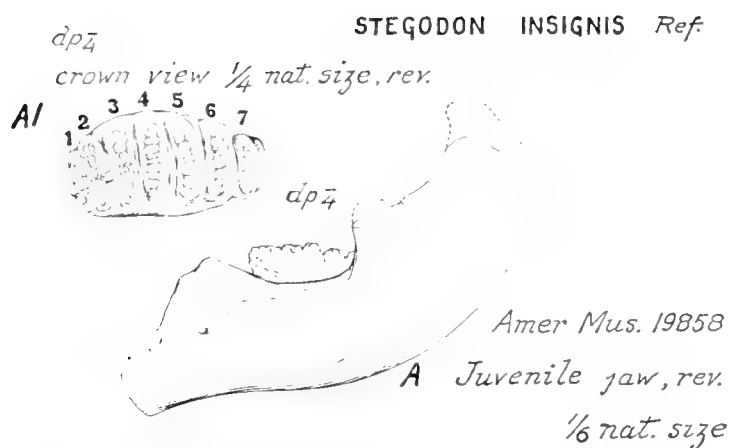 STEGODON INSIGNIS Ref.
dp4̄
crown view 1/4 nat. size, rev.
A1
1 2 3 4 5 6 7
dp4̄
Amer Mus. 19858
A Juvenile jaw, rev.
1/6 nat. size